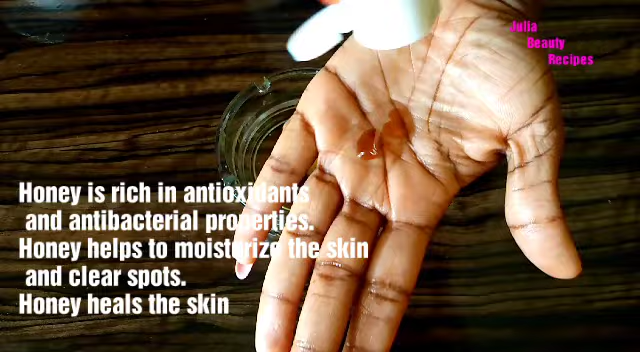 Julia
Beauty
Recipes
Honey is rich in antioxidants
and antibacterial properties.
Honey helps to moisturize the skin
and clear spots.
Honey heals the skin